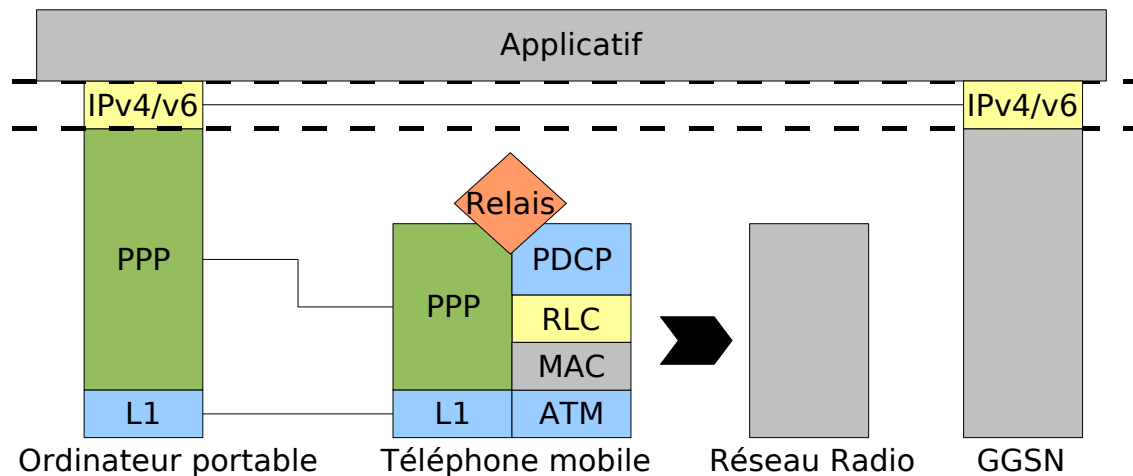 Applicatif
IPv4/v6
IPv4/v6
Relais
PPP
PPP
PDCP
RLC
MAC
L1
L1
ATM
Ordinateur portable
Téléphone mobile
Réseau Radio
GGSN